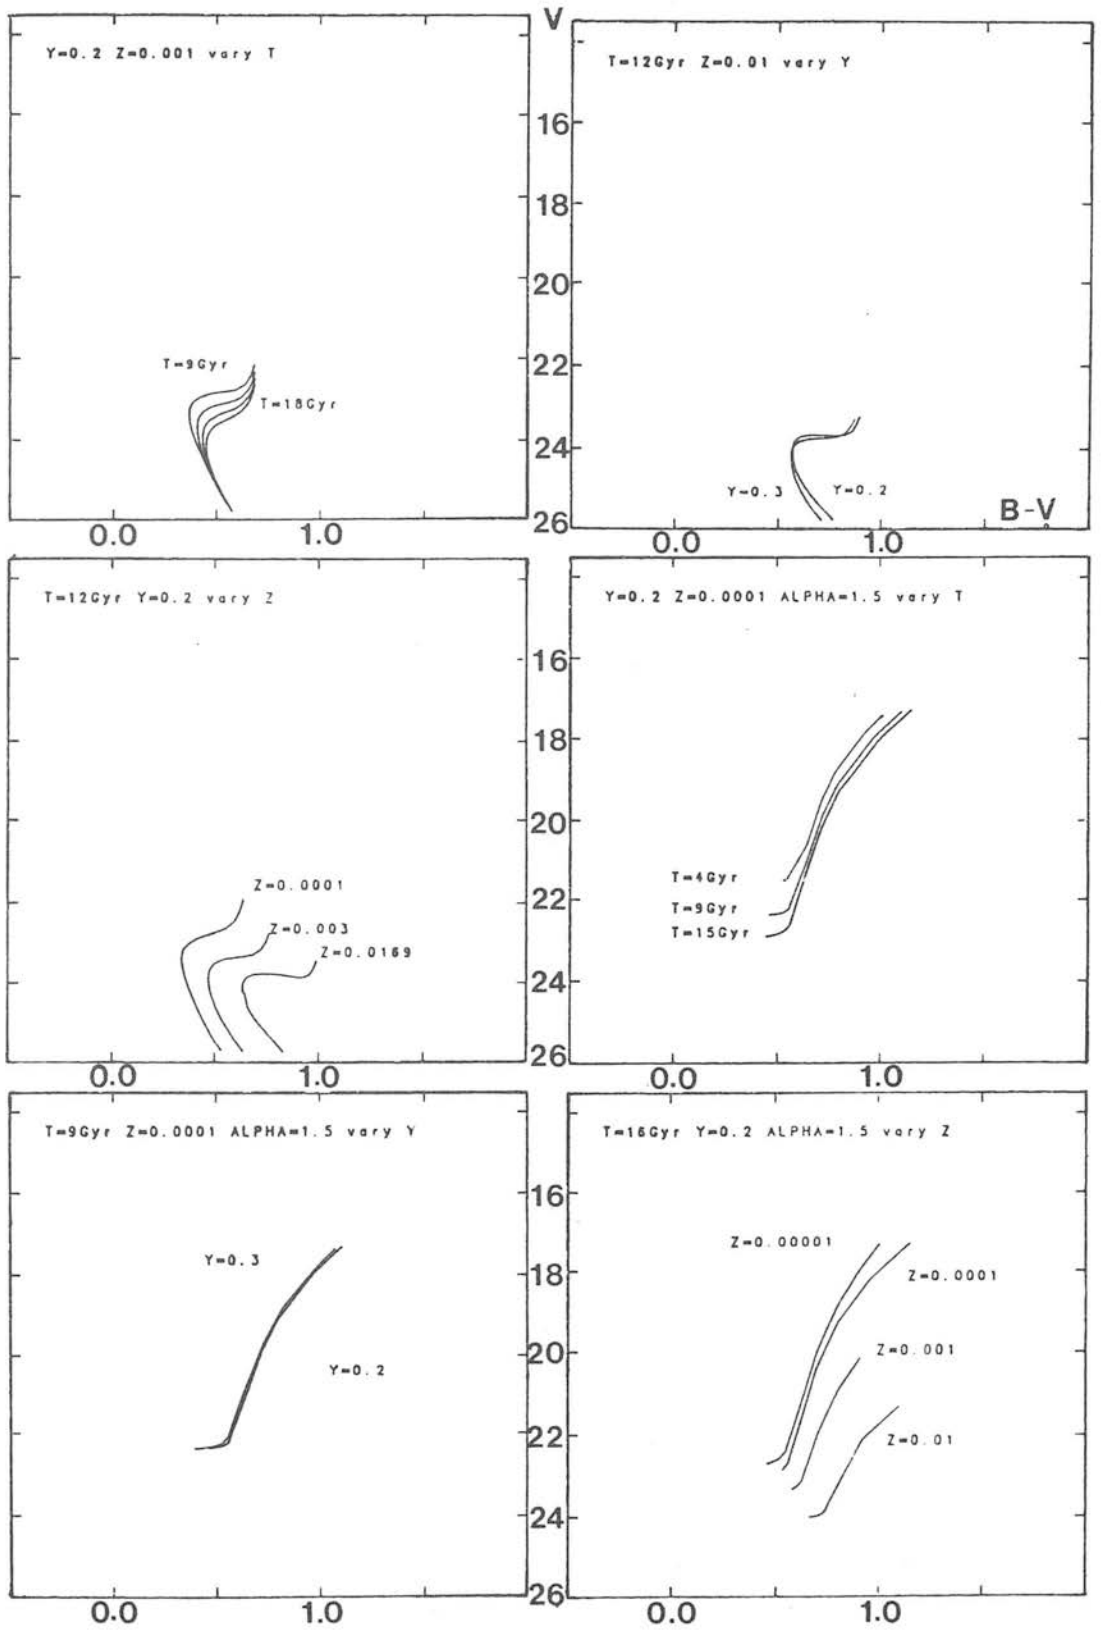 V
Y=0.2 Z=0.001 vary T
T=9Gyr
T=18Gyr
0.0 1.0
T=12Gyr Z=0.01 vary Y
16
18
20
22
24
26
Y=0.3 Y=0.2
B-V
0.0 1.0
T=12Gyr Y=0.2 vary Z
Z=0.0001
Z=0.003
Z=0.0169
0.0 1.0
Y=0.2 Z=0.0001 ALPHA=1.5 vary T
16
18
20
22
24
26
T=4Gyr
T=9Gyr
T=15Gyr
0.0 1.0
T=9Gyr Z=0.0001 ALPHA=1.5 vary Y
Y=0.3
Y=0.2
0.0 1.0
T=16Gyr Y=0.2 ALPHA=1.5 vary Z
16
18
20
22
24
26
Z=0.00001
Z=0.0001
Z=0.001
Z=0.01
0.0 1.0